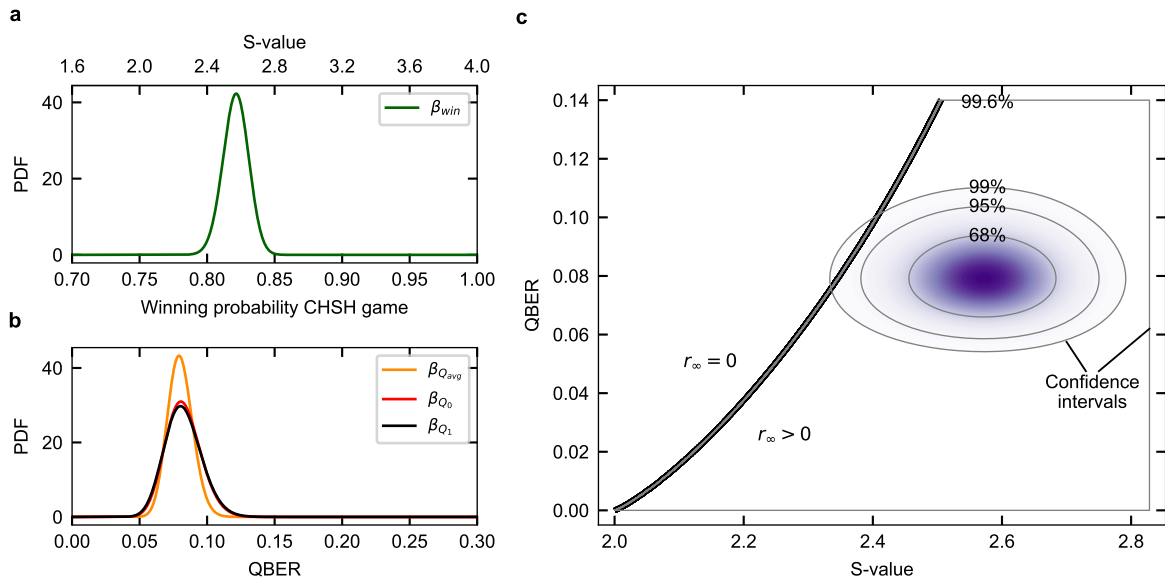 a
S-value
1.6 2.0 2.4 2.8 3.2 3.6 4.0
40
20
0
PDF
β_win
0.70 0.75 0.80 0.85 0.90 0.95 1.00
Winning probability CHSH game
b
40
20
0
PDF
β_Q_avg
β_Q_0
β_Q_1
0.00 0.05 0.10 0.15 0.20 0.25 0.30
QBER
c
0.14
0.12
0.10
0.08
0.06
0.04
0.02
0.00
QBER
99.6%
99%
95%
68%
r_∞ = 0
r_∞ > 0
Confidence
intervals
2.0 2.2 2.4 2.6 2.8
S-value